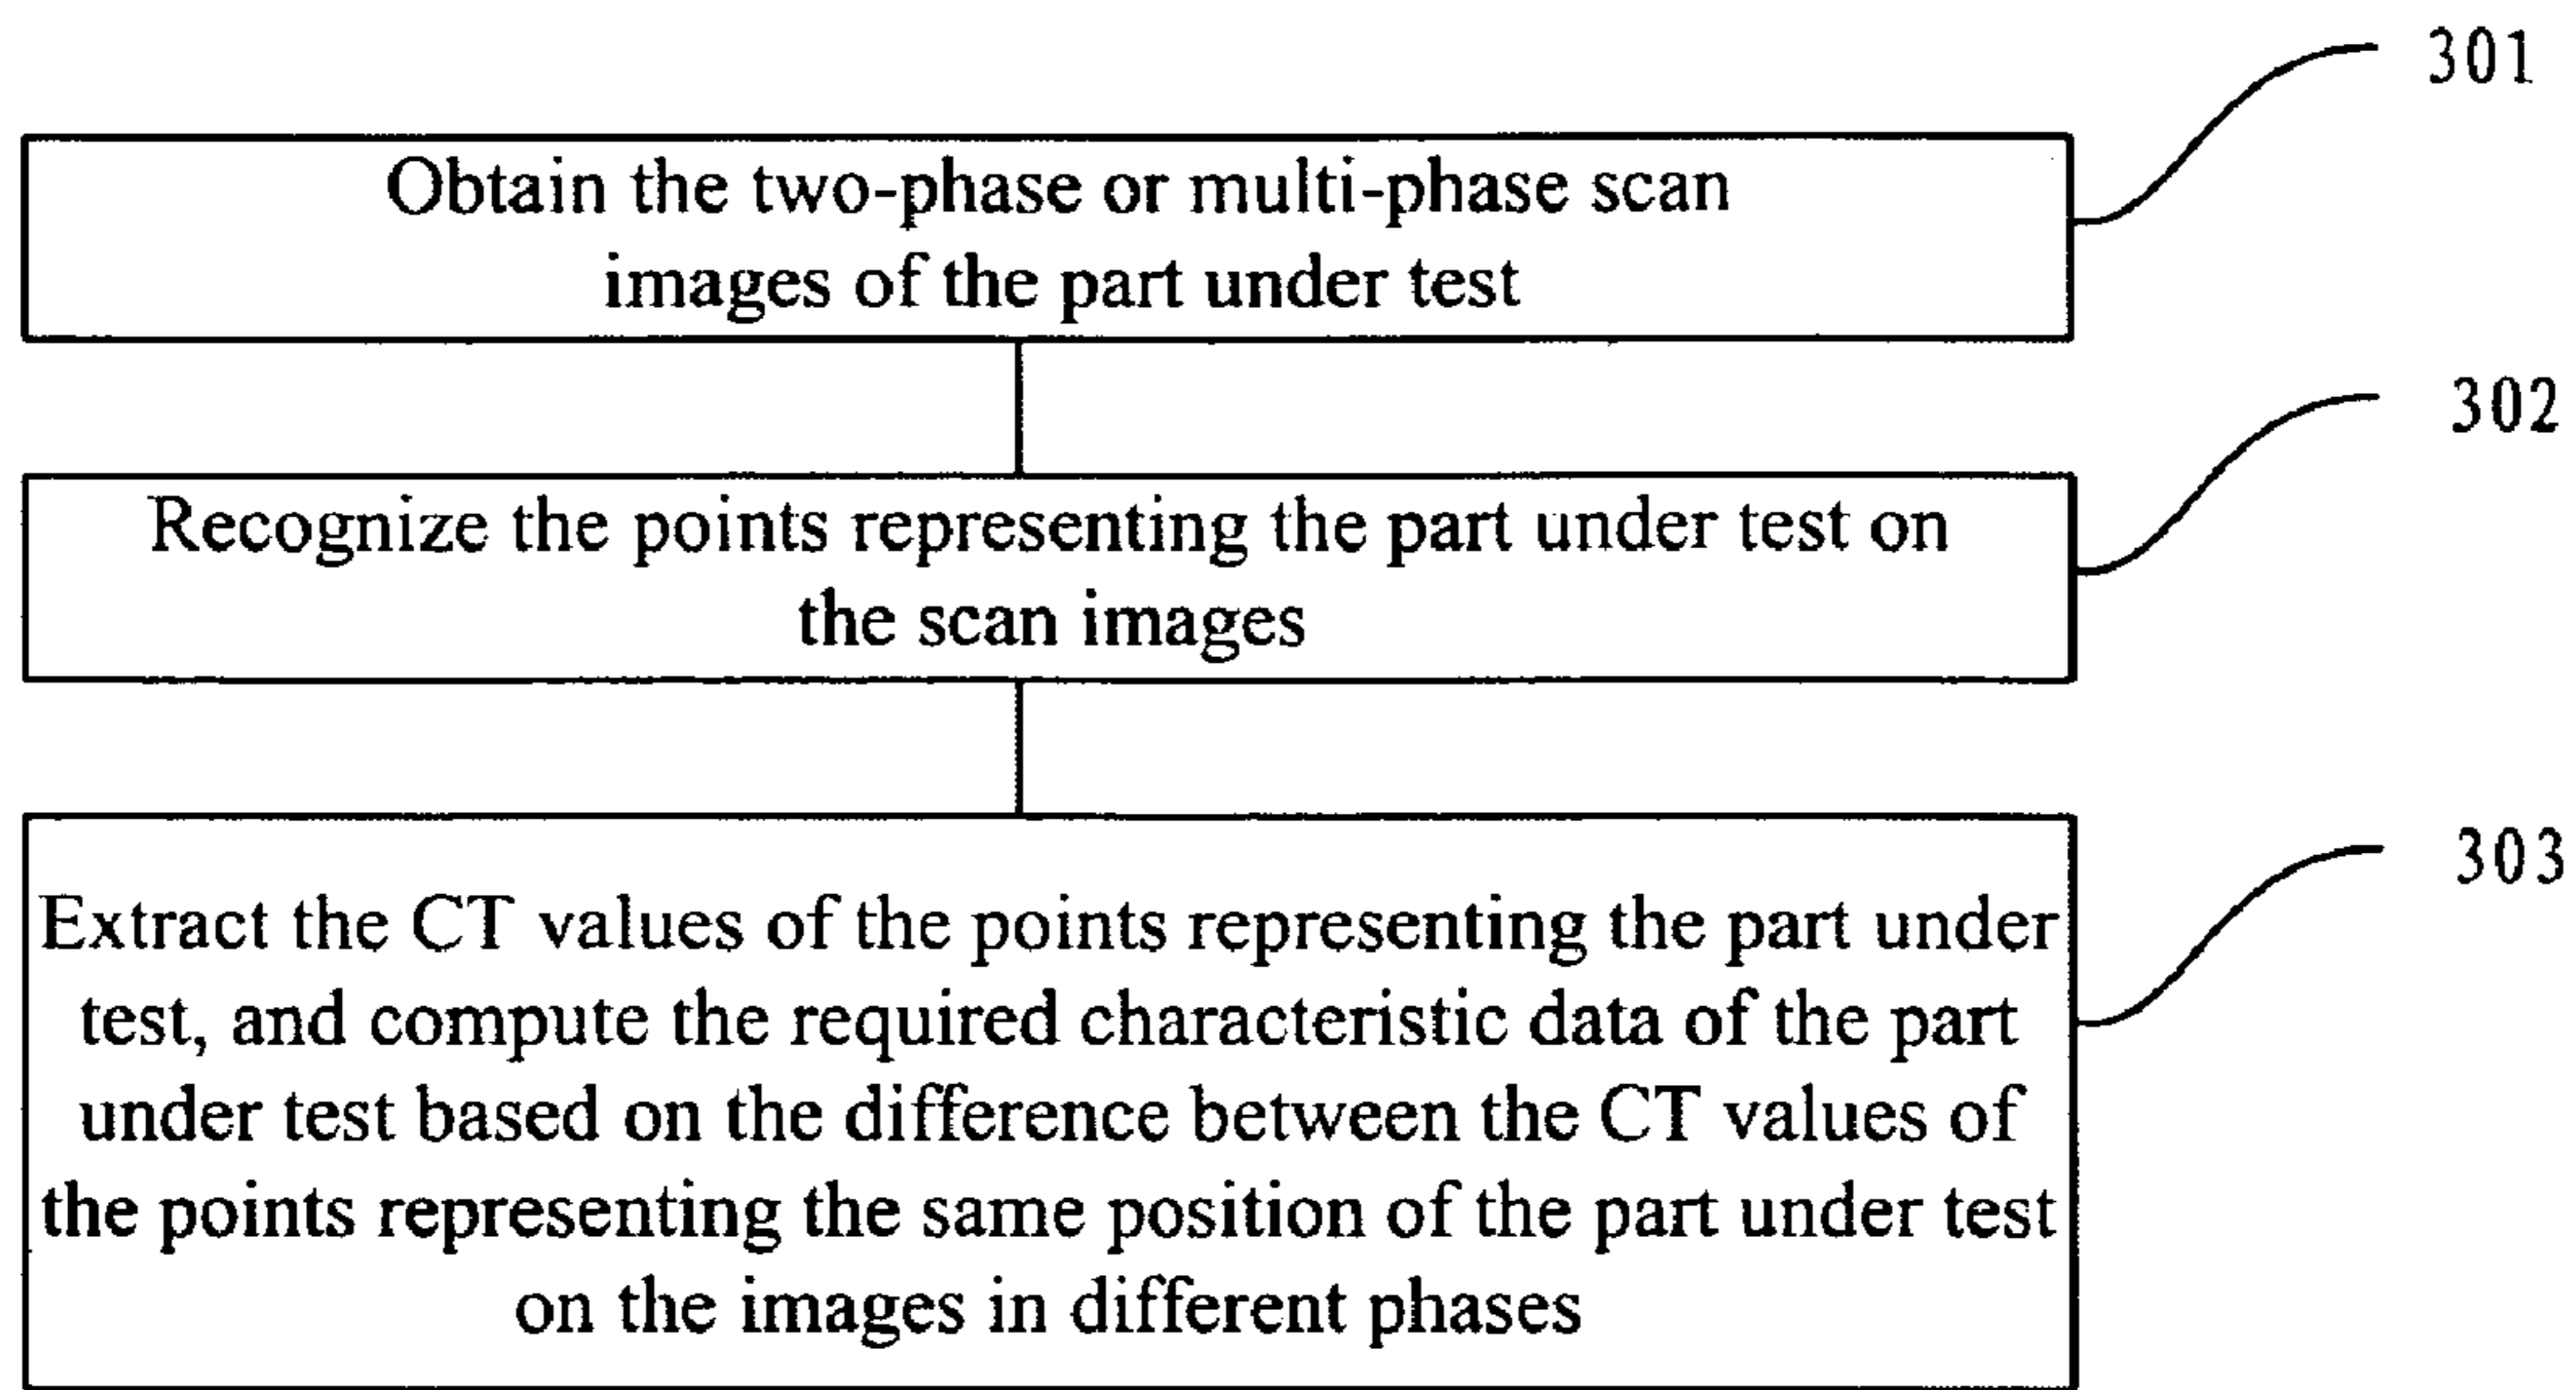 301
Obtain the two-phase or multi-phase scan
images of the part under test
302
Recognize the points representing the part under test on
the scan images
303
Extract the CT values of the points representing the part under
test, and compute the required characteristic data of the part
under test based on the difference between the CT values of
the points representing the same position of the part under test
on the images in different phases